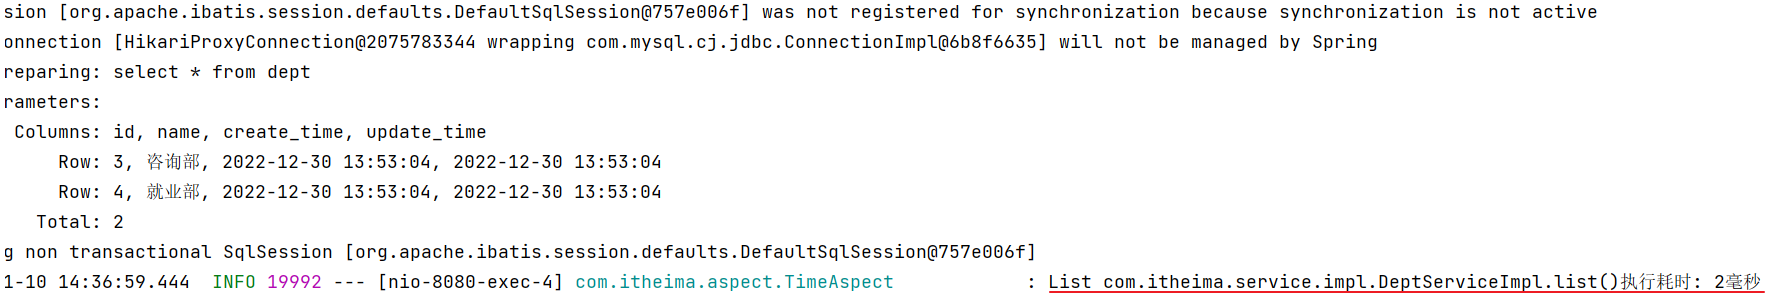 sion [org.apache.ibatis.session.defaults.DefaultSqlSession@757e006f] was not registered for synchronization because synchronization is not active
onnection [HikariProxyConnection@2075783344 wrapping com.mysql.cj.jdbc.ConnectionImpl@6b8f6635] will not be managed by Spring
reparing: select * from dept
rameters:
Columns: id, name, create_time, update_time
Row: 3, 咨询部, 2022-12-30 13:53:04, 2022-12-30 13:53:04
Row: 4, 就业部, 2022-12-30 13:53:04, 2022-12-30 13:53:04
Total: 2
g non transactional SqlSession [org.apache.ibatis.session.defaults.DefaultSqlSession@757e006f]
1-10 14:36:59.444  INFO 19992 --- [nio-8080-exec-4] com.itheima.aspect.TimeAspect            : List com.itheima.service.impl.DeptServiceImpl.list()执行耗时: 2毫秒